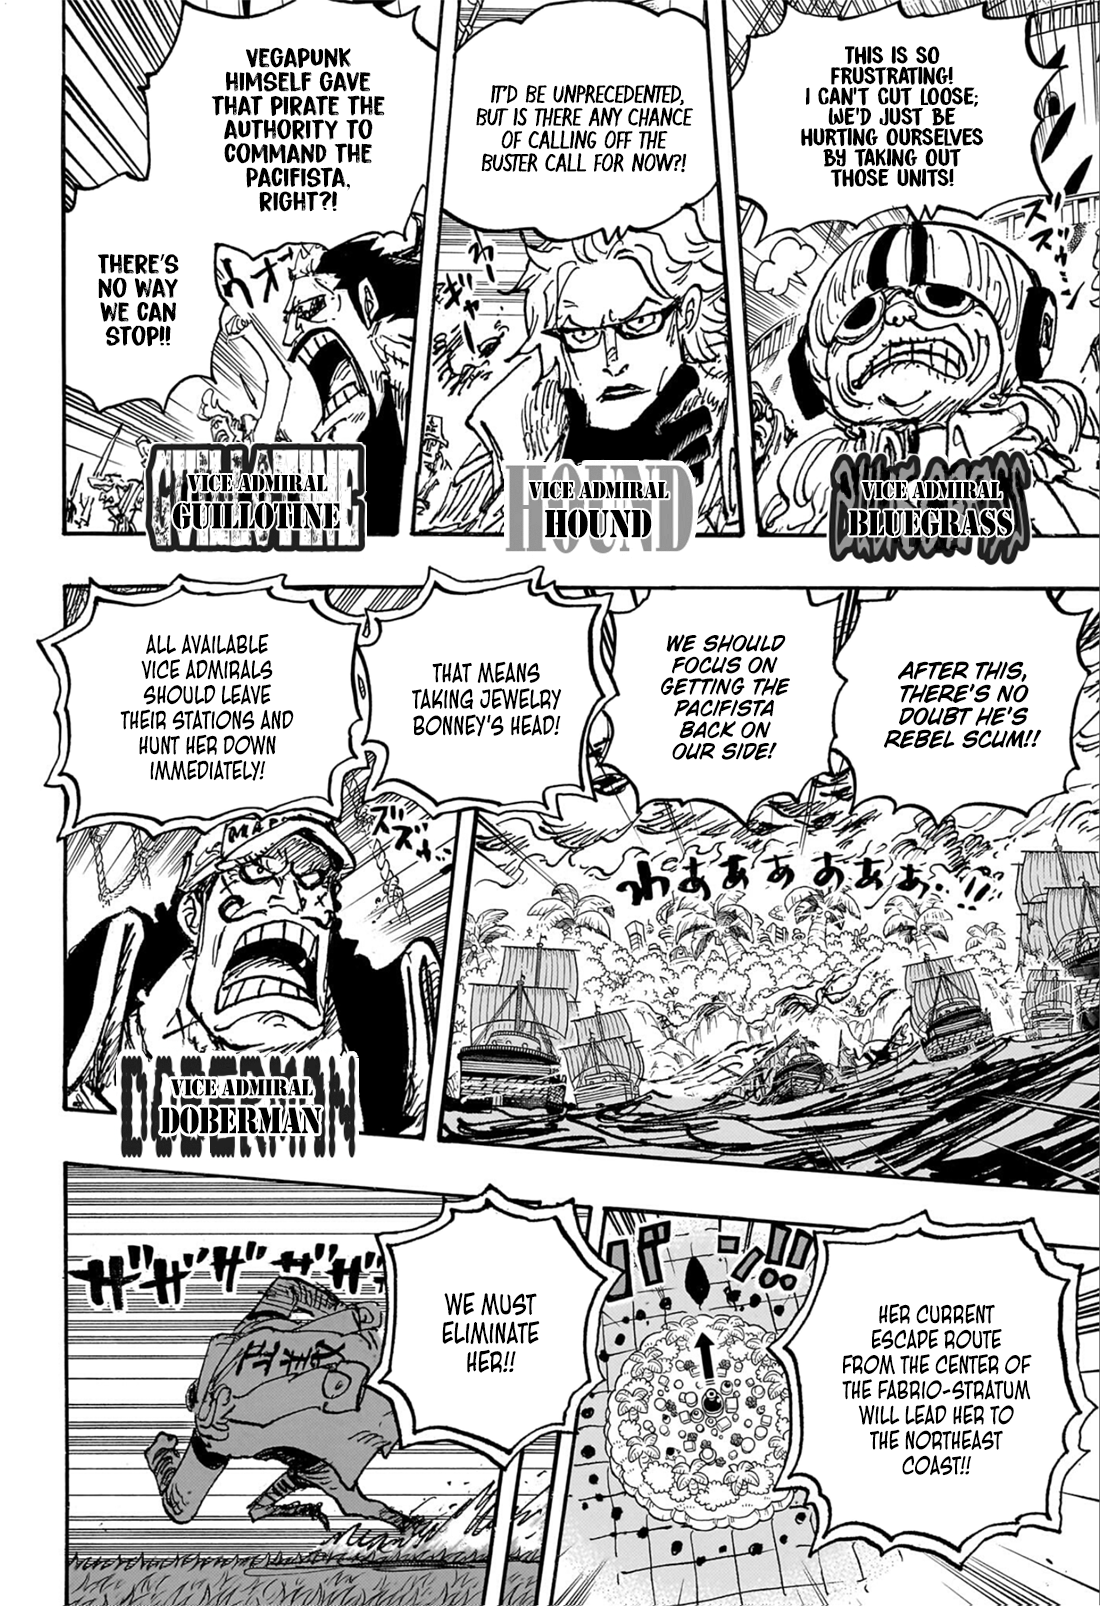 THIS IS SO
FRUSTRATING!
I CAN'T CUT LOOSE;
WE'D JUST BE
HURTING OURSELVES
BY TAKING OUT
THOSE UNITS!
VICE ADMIRAL
BLUEGRASS
IT'D BE UNPRECEDENTED,
BUT IS THERE ANY CHANCE
OF CALLING OFF THE
BUSTER CALL FOR NOW?!
VICE ADMIRAL
HOUND
VEGAPUNK
HIMSELF GAVE
THAT PIRATE THE
AUTHORITY TO
COMMAND THE
PACIFISTA,
RIGHT?!
THERE'S
NO WAY
WE CAN
STOP!!
VICE ADMIRAL
GUILLOTINE
AFTER THIS,
THERE'S NO
DOUBT HE'S
REBEL SCUM!!
WE SHOULD
FOCUS ON
GETTING THE
PACIFISTA
BACK ON
OUR SIDE!
わああああああ...!!
THAT MEANS
TAKING JEWELRY
BONNEY'S HEAD!
ALL AVAILABLE
VICE ADMIRALS
SHOULD LEAVE
THEIR STATIONS AND
HUNT HER DOWN
IMMEDIATELY!
VICE ADMIRAL
DOBERMAN
HER CURRENT
ESCAPE ROUTE
FROM THE CENTER OF
THE FABRIO-STRATUM
WILL LEAD HER TO
THE NORTHEAST
COAST!!
WE MUST
ELIMINATE
HER!!
ザザザザザ